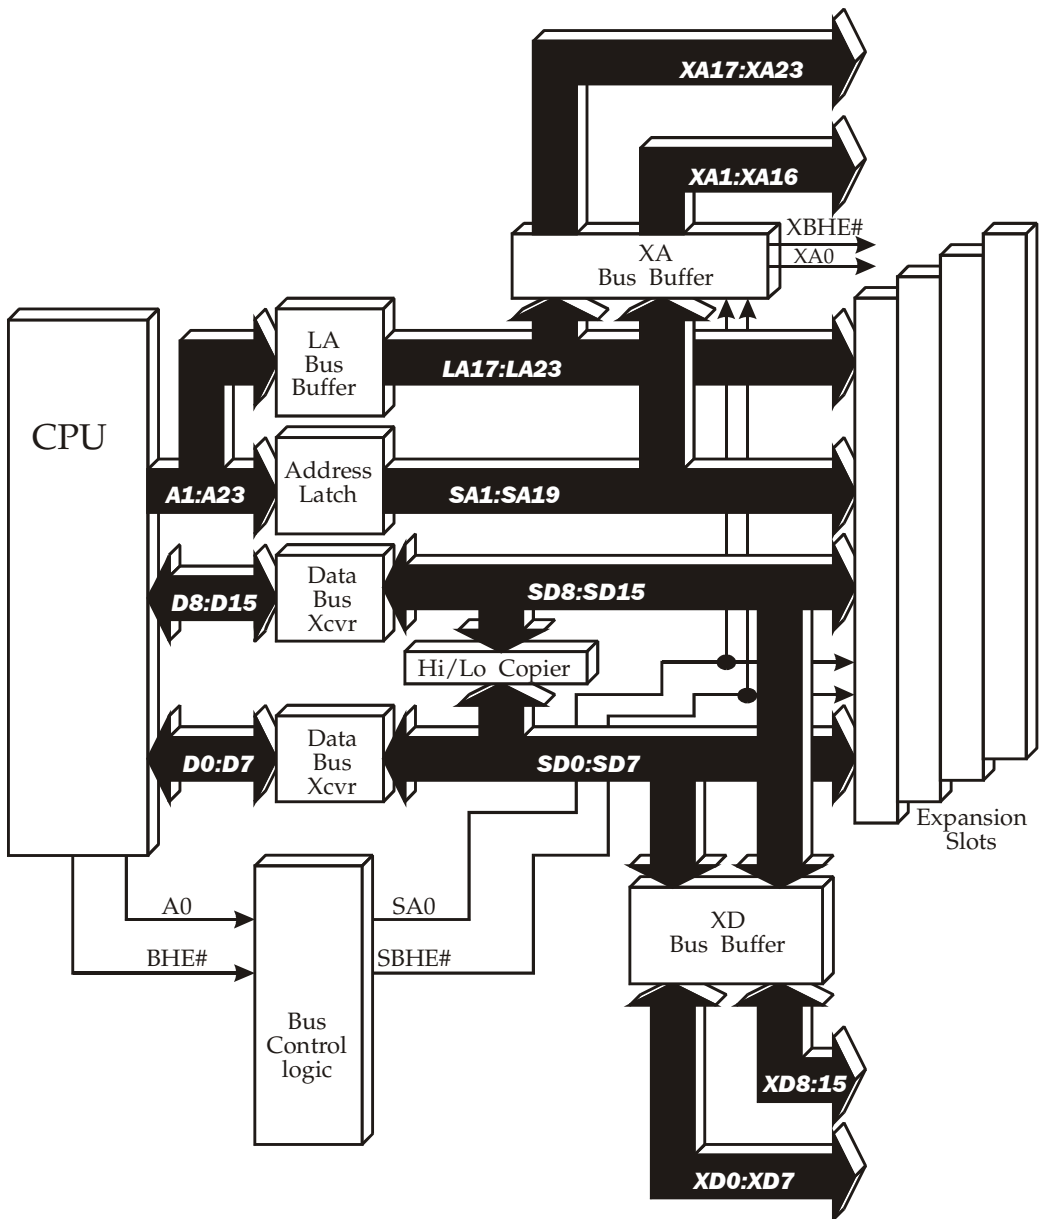 XA17:XA23
XA1:XA16
XBHE#
XA0
XA
Bus Buffer
LA
Bus
Buffer
LA17:LA23
CPU
Address
Latch
A1:A23
SA1:SA19
Data
Bus
Xcvr
D8:D15
SD8:SD15
Hi/Lo Copier
Data
Bus
Xcvr
D0:D7
SD0:SD7
Expansion
Slots
A0
SA0
BHE#
SBHE#
XD
Bus Buffer
Bus
Control
logic
XD8:15
XD0:XD7